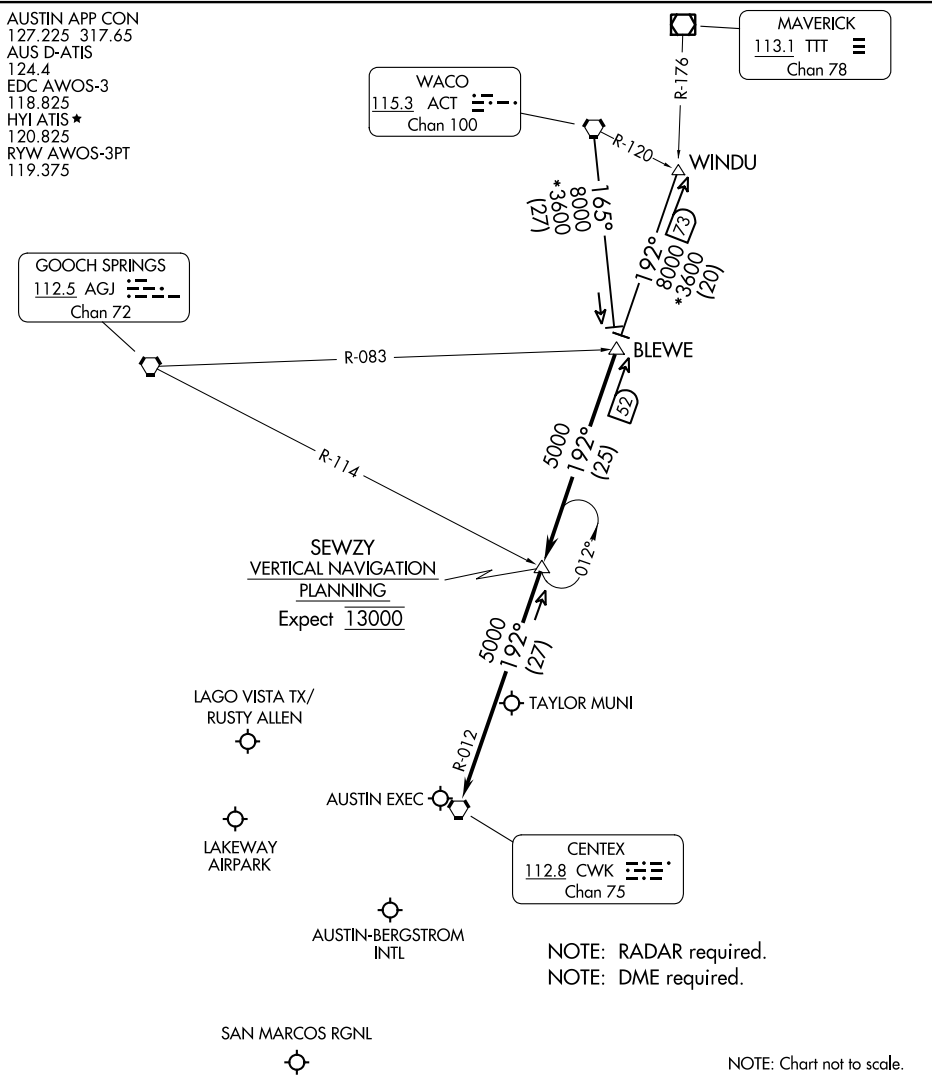 AUSTIN APP CON
127.225 317.65
AUS D-ATIS
124.4
EDC AWOS-3
118.825
HYI ATIS ★
120.825
RYW AWOS-3PT
119.375
MAVERICK
113.1 TTT
Chan 78
R-176
WACO
115.3 ACT
Chan 100
R-120
WINDU
165°
8000
*3600
(27)
73
192°
8000
*3600
(20)
GOOCH SPRINGS
112.5 AGJ
Chan 72
R-083
BLEWE
52
5000
192°
(25)
R-114
012°
SEWZY
VERTICAL NAVIGATION
PLANNING
Expect 13000
5000
192°
(27)
TAYLOR MUNI
LAGO VISTA TX/
RUSTY ALLEN
R-012
AUSTIN EXEC
LAKEWAY
AIRPARK
CENTEX
112.8 CWK
Chan 75
AUSTIN-BERGSTROM
INTL
NOTE: RADAR required.
NOTE: DME required.
SAN MARCOS RGNL
NOTE: Chart not to scale.